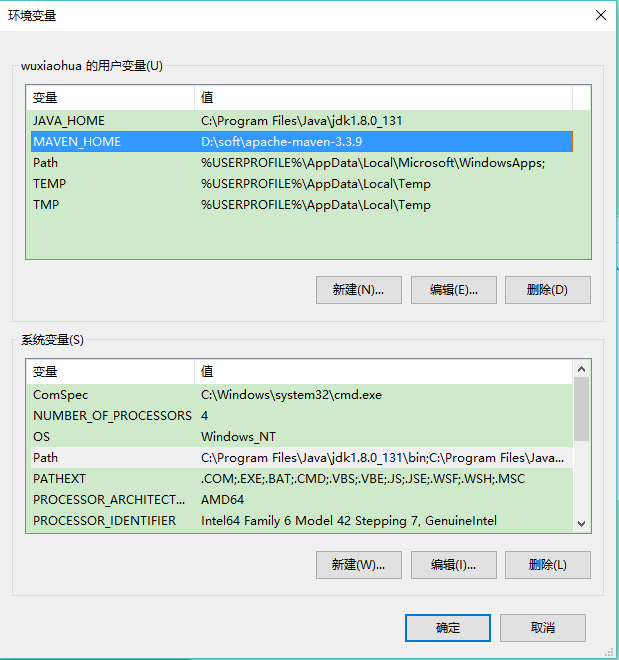 环境变量
wuxiaohua 的用户变量(U)
变量 值
JAVA_HOME C:\Program Files\Java\jdk1.8.0_131
MAVEN_HOME D:\soft\apache-maven-3.3.9
Path %USERPROFILE%\AppData\Local\Microsoft\WindowsApps;
TEMP %USERPROFILE%\AppData\Local\Temp
TMP %USERPROFILE%\AppData\Local\Temp
新建(N)... 编辑(E)... 删除(D)
系统变量(S)
变量 值
ComSpec C:\Windows\system32\cmd.exe
NUMBER_OF_PROCESSORS 4
OS Windows_NT
Path C:\Program Files\Java\jdk1.8.0_131\bin;C:\Program Files\Java...
PATHEXT .COM;.EXE;.BAT;.CMD;.VBS;.VBE;.JS;.JSE;.WSF;.WSH;.MSC
PROCESSOR_ARCHITECT... AMD64
PROCESSOR_IDENTIFIER Intel64 Family 6 Model 42 Stepping 7, GenuineIntel
新建(W)... 编辑(I)... 删除(L)
确定 取消